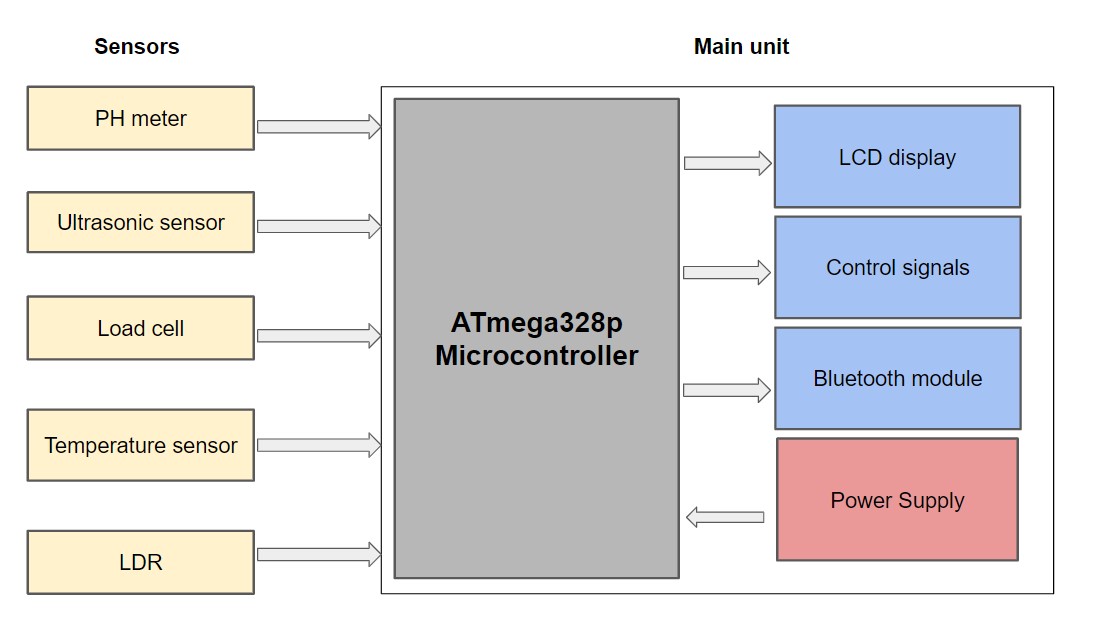 Sensors
Main unit
PH meter
Ultrasonic sensor
Load cell
Temperature sensor
LDR
ATmega328p
Microcontroller
LCD display
Control signals
Bluetooth module
Power Supply